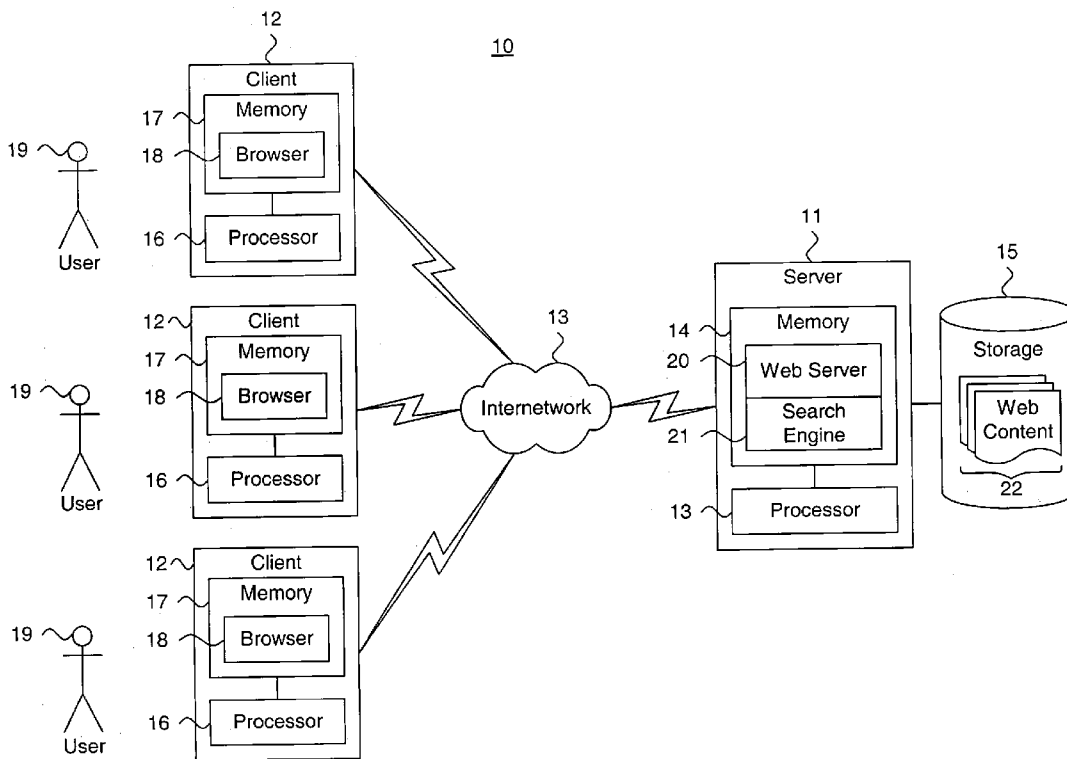 10
12
Client
17
Memory
18
Browser
16
Processor
19
User
12
Client
17
Memory
18
Browser
16
Processor
19
User
12
Client
17
Memory
18
Browser
16
Processor
19
User
13
Internetwork
11
Server
14
Memory
20
Web Server
21
Search
Engine
13
Processor
15
Storage
Web
Content
22